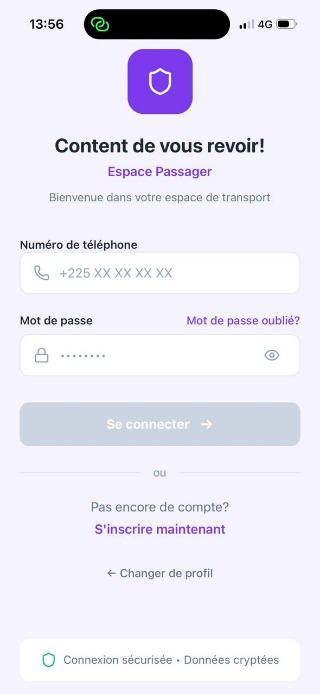 13:56
4G
Content de vous revoir!
Espace Passager
Bienvenue dans votre espace de transport
Numéro de téléphone
+225 XX XX XX XX
Mot de passe
Mot de passe oublié?
••••••••
Se connecter →
ou
Pas encore de compte?
S'inscrire maintenant
← Changer de profil
Connexion sécurisée • Données cryptées